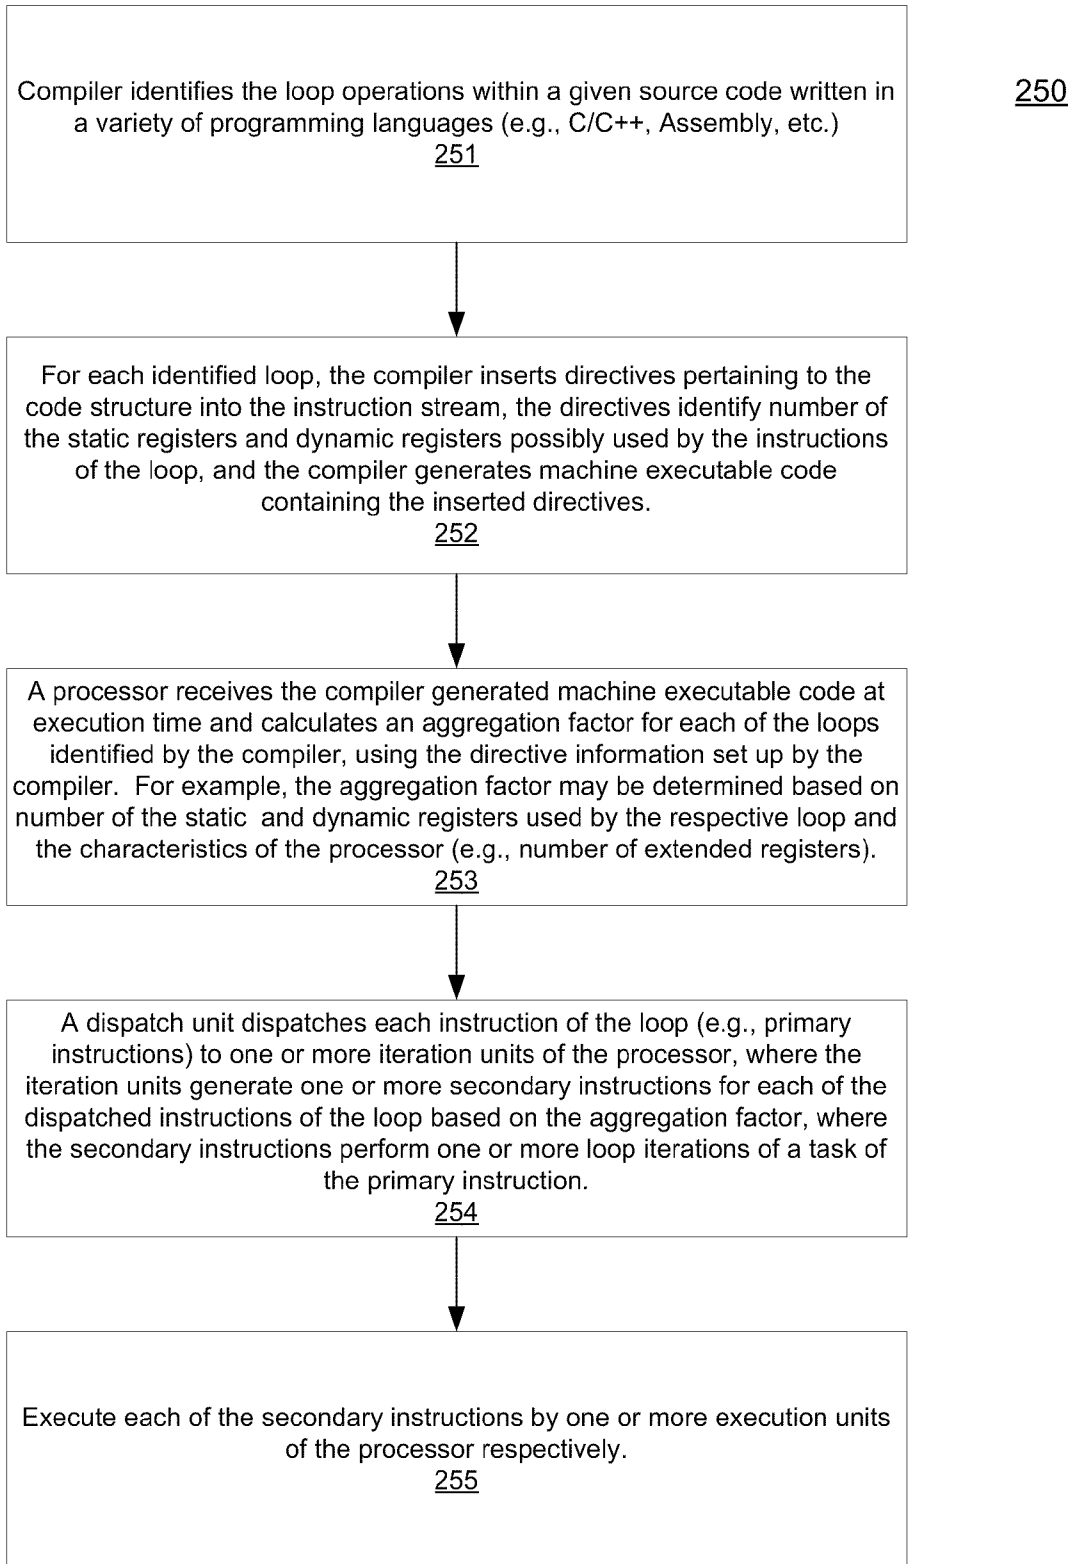 Compiler identifies the loop operations within a given source code written in
a variety of programming languages (e.g., C/C++, Assembly, etc.)
251
250
For each identified loop, the compiler inserts directives pertaining to the
code structure into the instruction stream, the directives identify number of
the static registers and dynamic registers possibly used by the instructions
of the loop, and the compiler generates machine executable code
containing the inserted directives.
252
A processor receives the compiler generated machine executable code at
execution time and calculates an aggregation factor for each of the loops
identified by the compiler, using the directive information set up by the
compiler.  For example, the aggregation factor may be determined based on
number of the static  and dynamic registers used by the respective loop and
the characteristics of the processor (e.g., number of extended registers).
253
A dispatch unit dispatches each instruction of the loop (e.g., primary
instructions) to one or more iteration units of the processor, where the
iteration units generate one or more secondary instructions for each of the
dispatched instructions of the loop based on the aggregation factor, where
the secondary instructions perform one or more loop iterations of a task of
the primary instruction.
254
Execute each of the secondary instructions by one or more execution units
of the processor respectively.
255